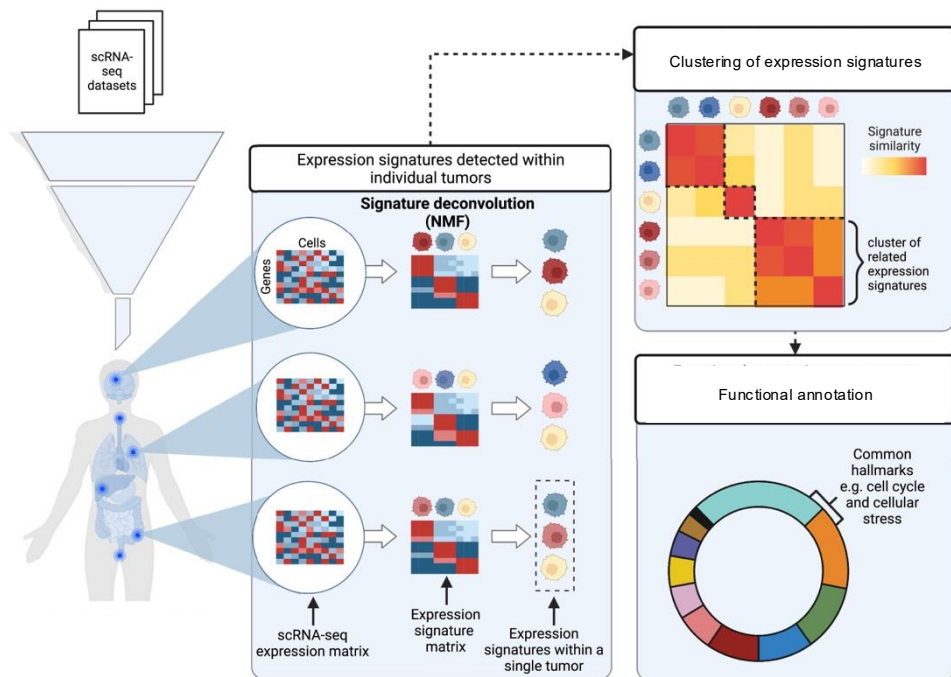 scRNA-
seq
datasets
Expression signatures detected within
individual tumors
Signature deconvolution
(NMF)
Cells
Genes
scRNA-seq
expression matrix
Expression
signature
matrix
Expression
signatures within a
single tumor
Clustering of expression signatures
Signature
similarity
cluster of
related
expression
signatures
Functional annotation
Common
hallmarks
e.g. cell cycle
and cellular
stress